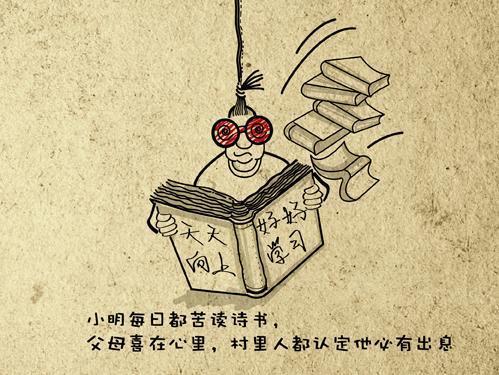 天天
向上
好好
学习
小明每日都苦读诗书，
父母喜在心里，村里人都认定他必有出息